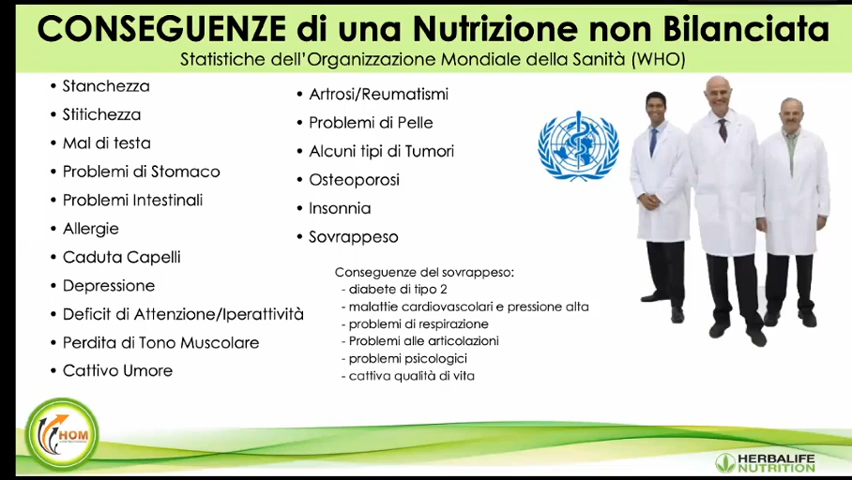 CONSEGUENZE di una Nutrizione non Bilanciata
Statistiche dell'Organizzazione Mondiale della Sanità (WHO)
• Stanchezza
• Stitichezza
• Mal di testa
• Problemi di Stomaco
• Problemi Intestinali
• Allergie
• Caduta Capelli
• Depressione
• Deficit di Attenzione/Iperattività
• Perdita di Tono Muscolare
• Cattivo Umore
• Artrosi/Reumatismi
• Problemi di Pelle
• Alcuni tipi di Tumori
• Osteoporosi
• Insonnia
• Sovrappeso
Conseguenze del sovrappeso:
- diabete di tipo 2
- malattie cardiovascolari e pressione alta
- problemi di respirazione
- Problemi alle articolazioni
- problemi psicologici
- cattiva qualità di vita
HOM
HERBALIFE
NUTRITION